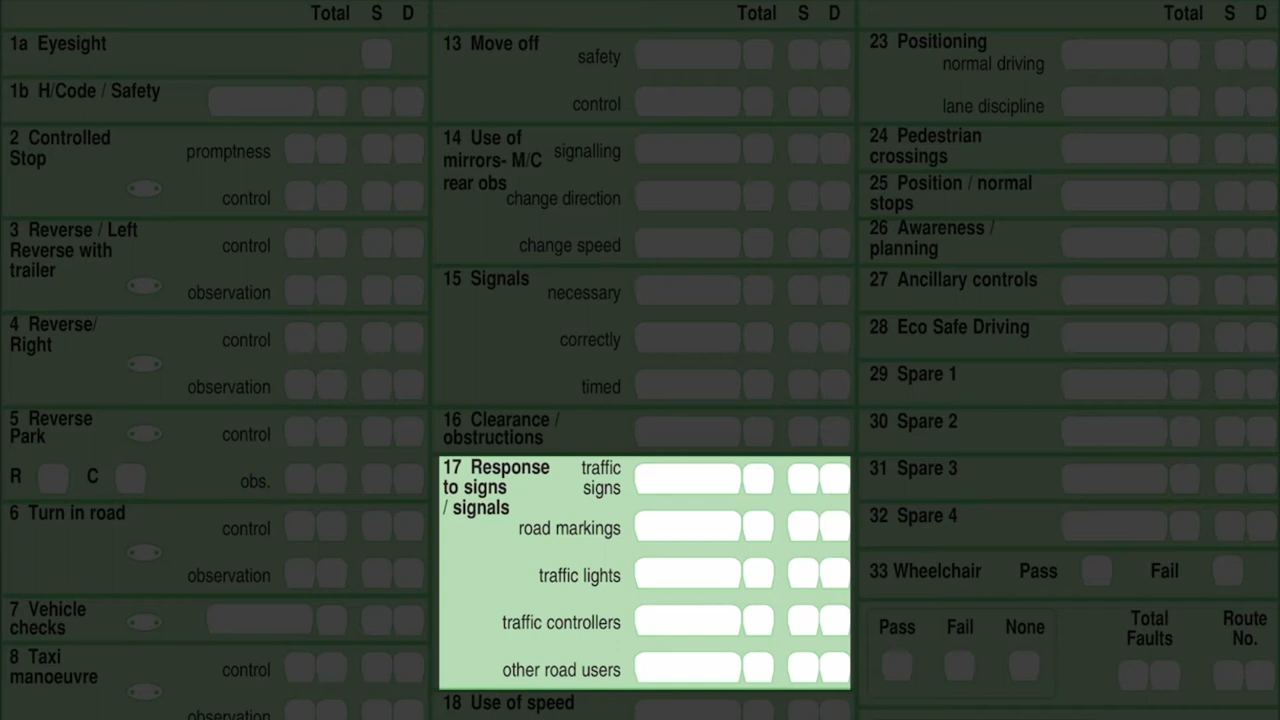 Total S D
1a Eyesight
1b H/Code / Safety
2 Controlled
Stop
promptness
control
3 Reverse / Left
Reverse with
trailer
control
observation
4 Reverse/
Right
control
observation
5 Reverse
Park
control
R C obs.
6 Turn in road
control
observation
7 Vehicle
checks
8 Taxi
manoeuvre
control
observation
Total S D
13 Move off
safety
control
14 Use of
mirrors- M/C
rear obs
signalling
change direction
change speed
15 Signals
necessary
correctly
timed
16 Clearance /
obstructions
17 Response
to signs
/ signals
traffic
signs
road markings
traffic lights
traffic controllers
other road users
18 Use of speed
Total S D
23 Positioning
normal driving
lane discipline
24 Pedestrian
crossings
25 Position / normal
stops
26 Awareness /
planning
27 Ancillary controls
28 Eco Safe Driving
29 Spare 1
30 Spare 2
31 Spare 3
32 Spare 4
33 Wheelchair Pass Fail
Pass Fail None
Total
Faults
Route
No.